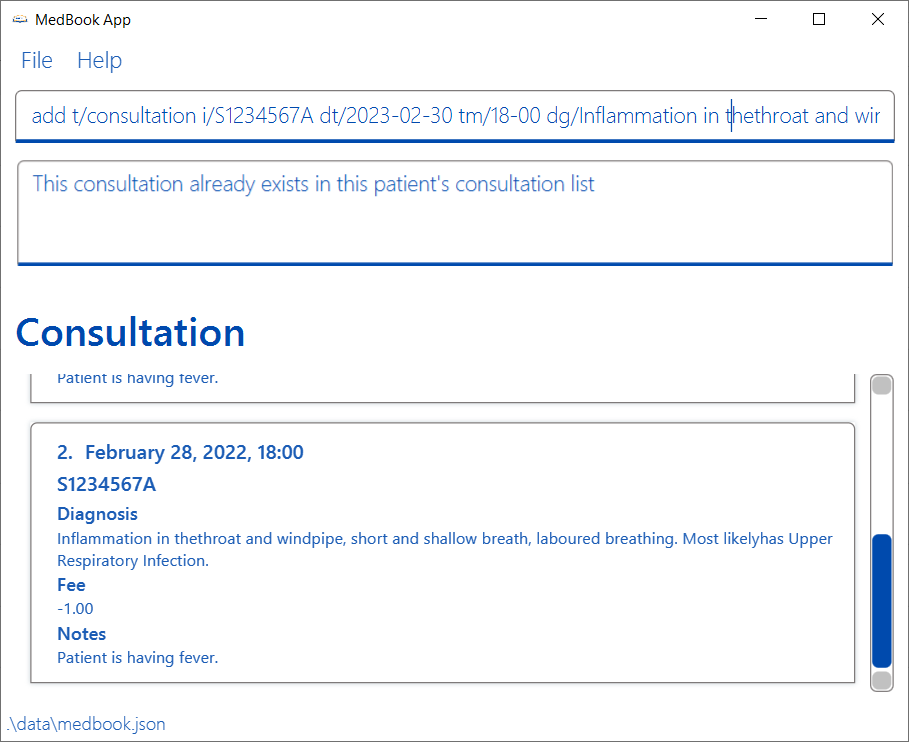 MedBook App
File Help
add t/consultation i/S1234567A dt/2023-02-30 tm/18-00 dg/Inflammation in thethroat and wir
This consultation already exists in this patient's consultation list
Consultation
Patient is having fever.
2. February 28, 2022, 18:00
S1234567A
Diagnosis
Inflammation in thethroat and windpipe, short and shallow breath, laboured breathing. Most likelyhas Upper
Respiratory Infection.
Fee
-1.00
Notes
Patient is having fever.
.\data\medbook.json